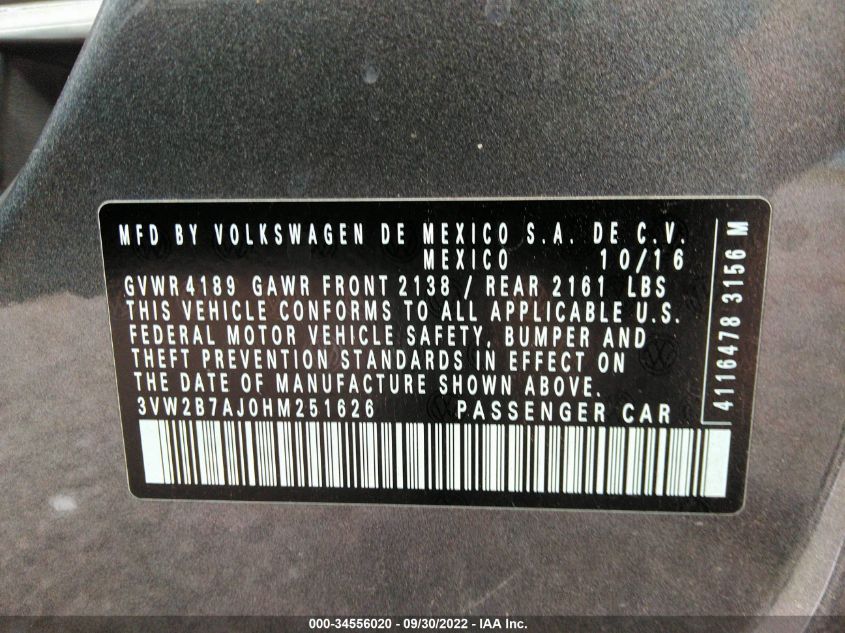 MFD BY VOLKSWAGEN DE MEXICO S.A. DE C.V.
MEXICO 10/16
GVWR 4189 GAWR FRONT 2138 / REAR 2161 LBS
THIS VEHICLE CONFORMS TO ALL APPLICABLE U.S.
FEDERAL MOTOR VEHICLE SAFETY, BUMPER AND
THEFT PREVENTION STANDARDS IN EFFECT ON
THE DATE OF MANUFACTURE SHOWN ABOVE.
3VW2B7AJ0HM251626 PASSENGER CAR
4116478 3156 M
000-34556020 - 09/30/2022 - IAA Inc.